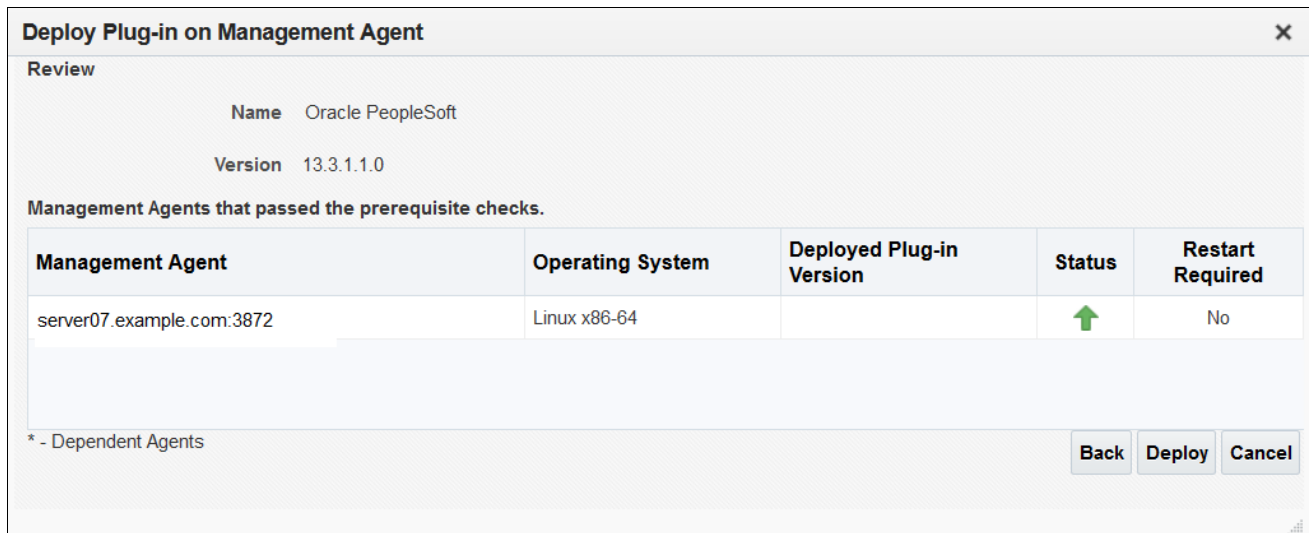 Deploy Plug-in on Management Agent
Review
Name Oracle PeopleSoft
Version 13.3.1.1.0
Management Agents that passed the prerequisite checks.
Management Agent Operating System Deployed Plug-in Version Status Restart Required
server07.example.com:3872 Linux x86-64 No
* - Dependent Agents
Back Deploy Cancel